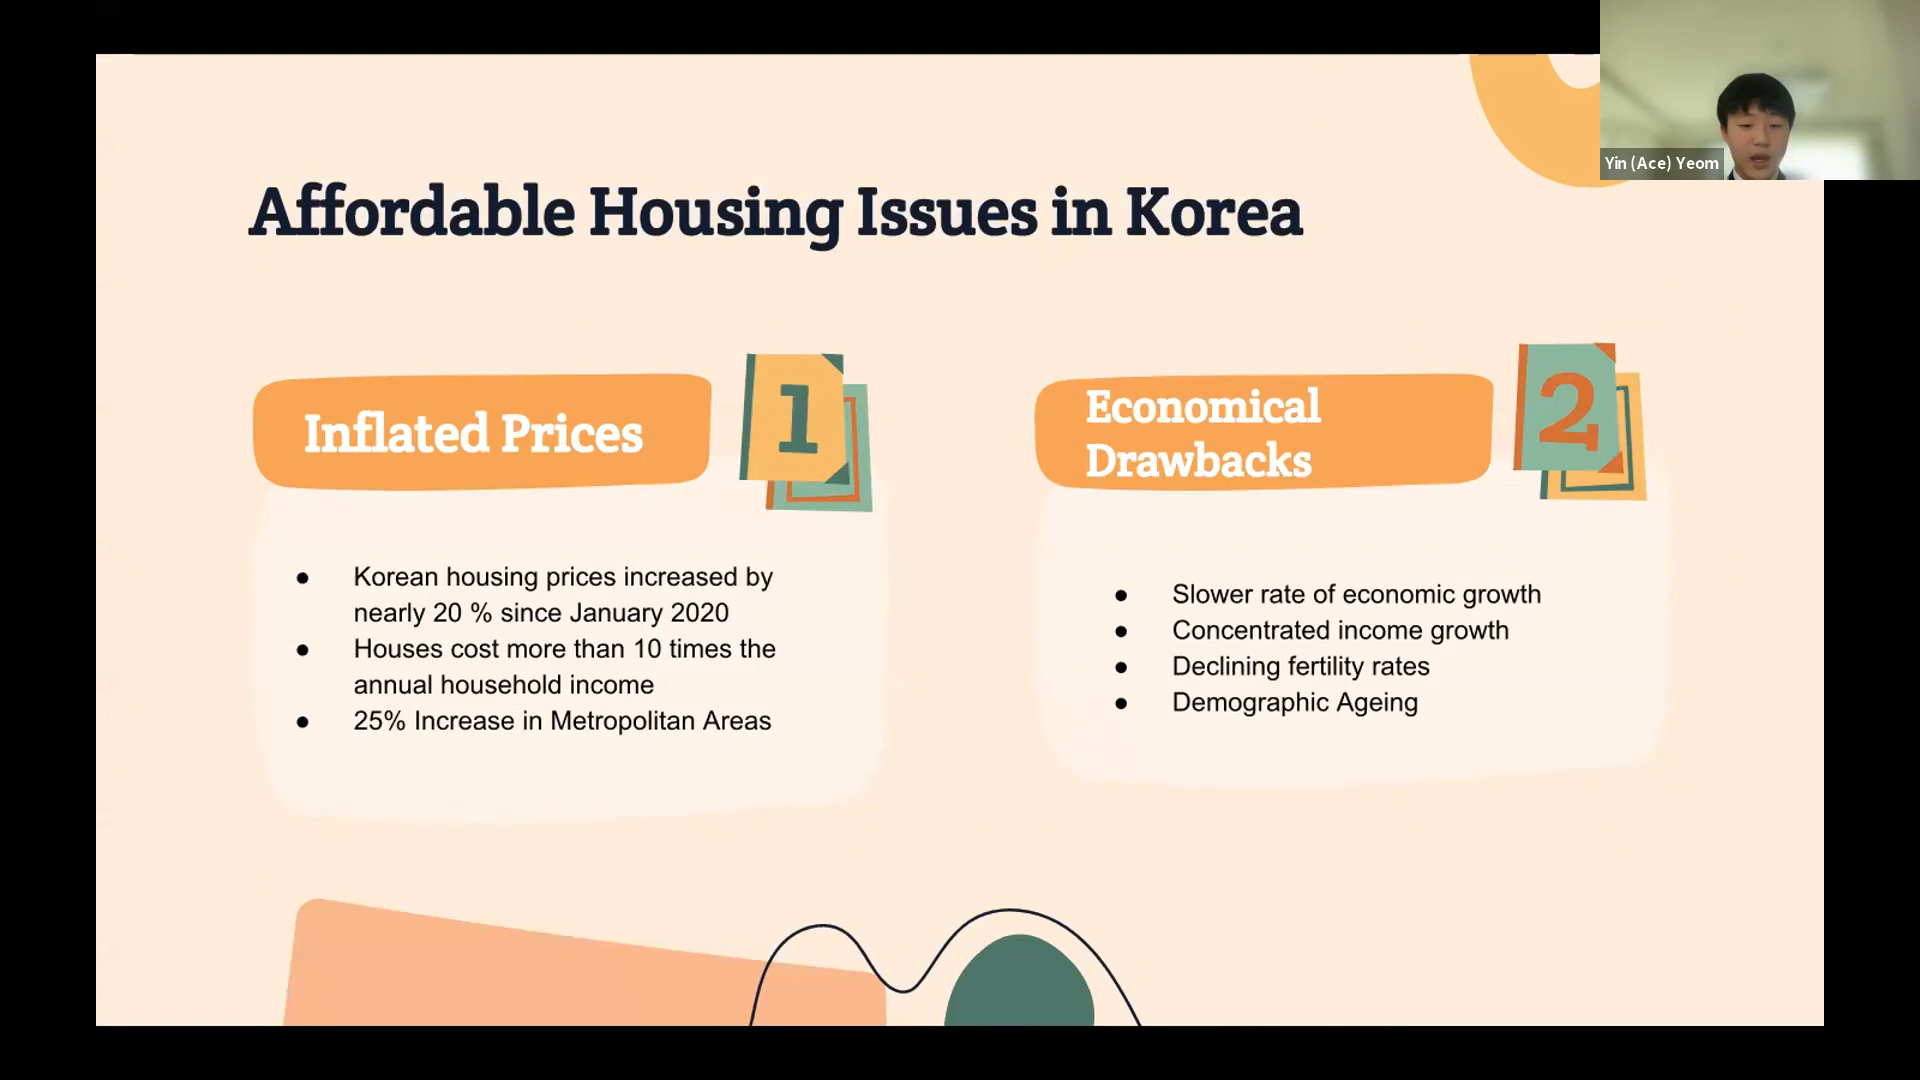 Yin (Ace) Yeom
Affordable Housing Issues in Korea
Inflated Prices
1
● Korean housing prices increased by
nearly 20 % since January 2020
● Houses cost more than 10 times the
annual household income
● 25% Increase in Metropolitan Areas
Economical
Drawbacks
2
● Slower rate of economic growth
● Concentrated income growth
● Declining fertility rates
● Demographic Ageing